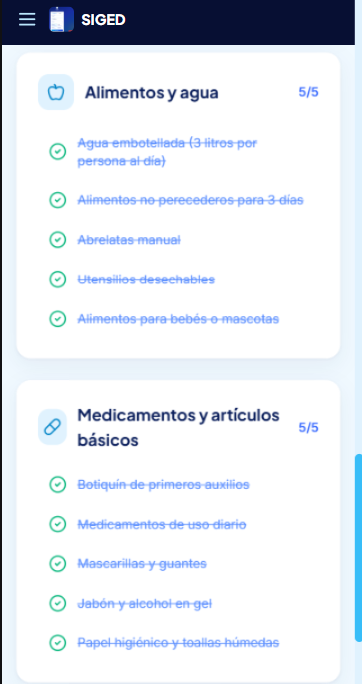 SIGED
Alimentos y agua
5/5
Agua embotellada (3 litros por
persona al día)
Alimentos no perecederos para 3 días
Abrelatas manual
Utensilios desechables
Alimentos para bebés o mascotas
Medicamentos y artículos
básicos
5/5
Botiquín de primeros auxilios
Medicamentos de uso diario
Mascarillas y guantes
Jabón y alcohol en gel
Papel higiénico y toallas húmedas